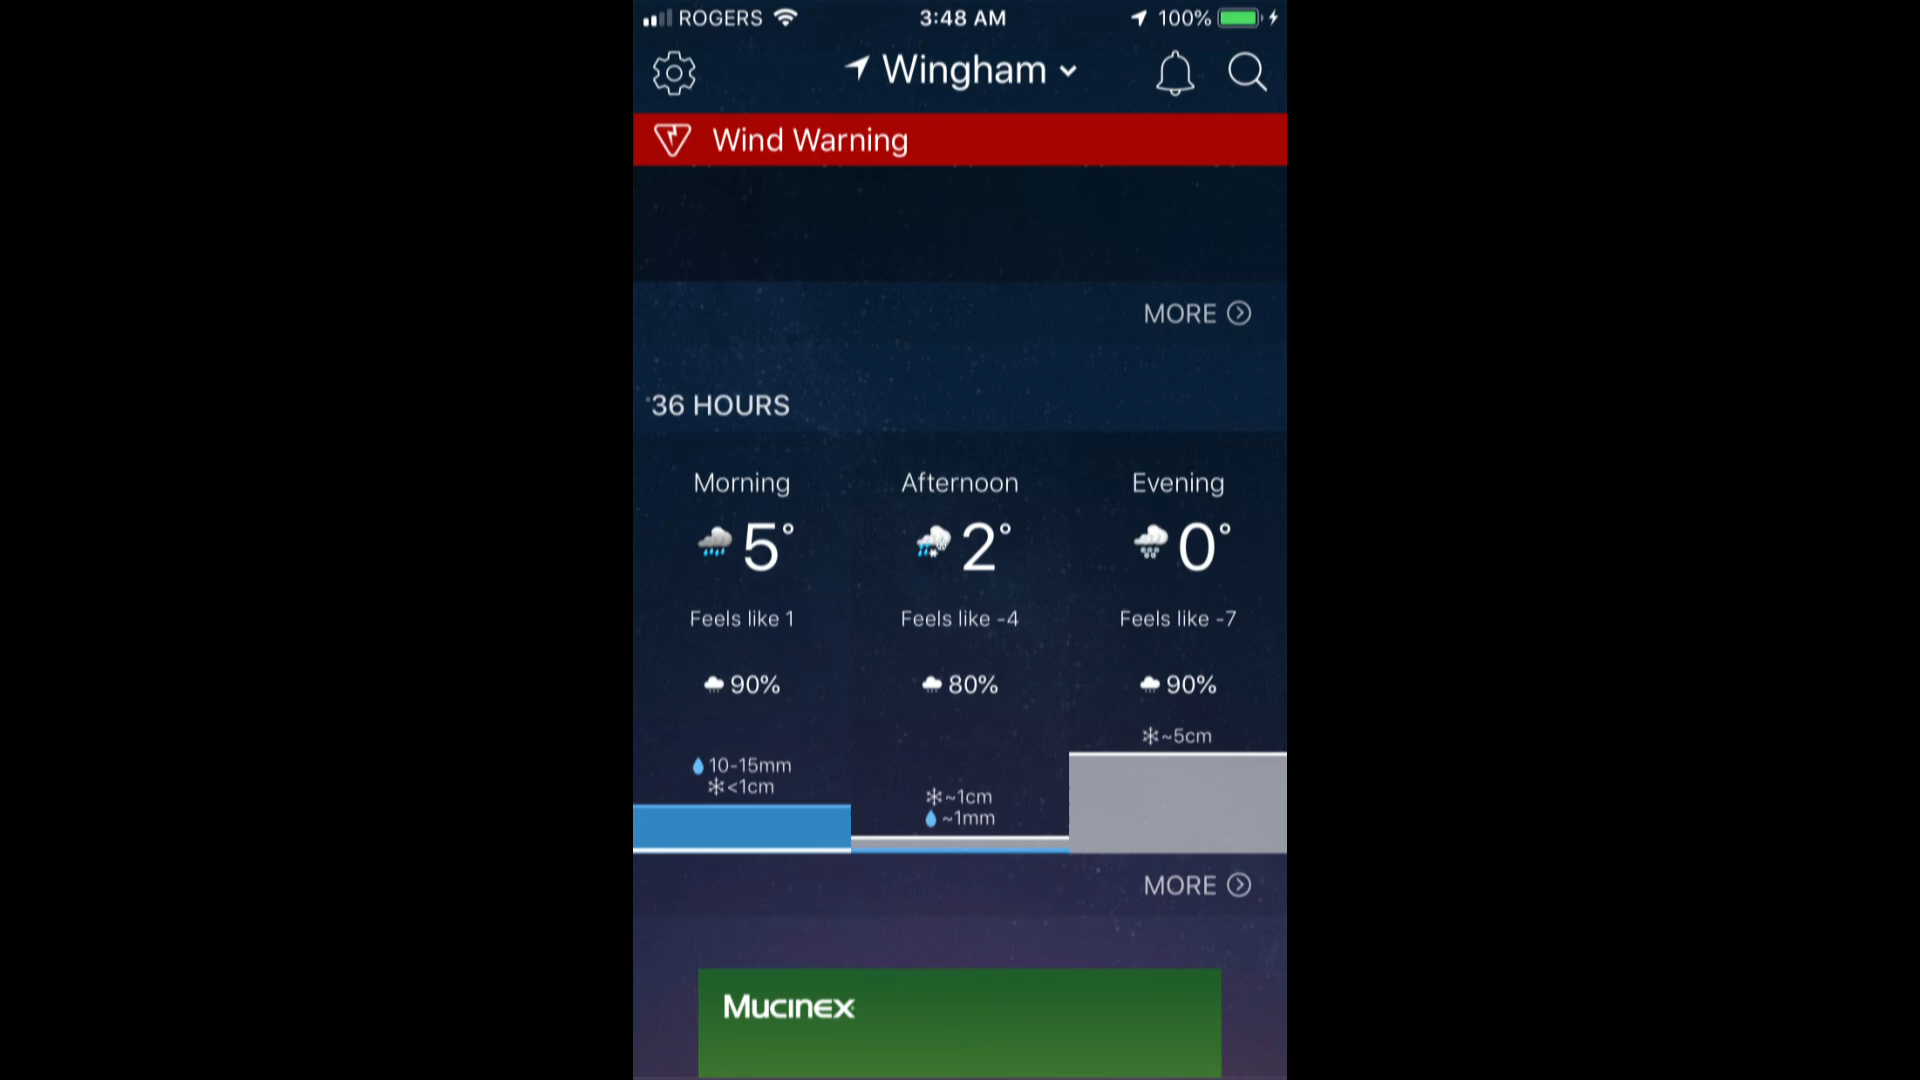 ROGERS 3:48 AM 100%
Wingham
Wind Warning
MORE
36 HOURS
Morning Afternoon Evening
5° 2° 0°
Feels like 1 Feels like -4 Feels like -7
90% 80% 90%
~5cm
10-15mm
<1cm
~1cm
~1mm
MORE
Mucinex